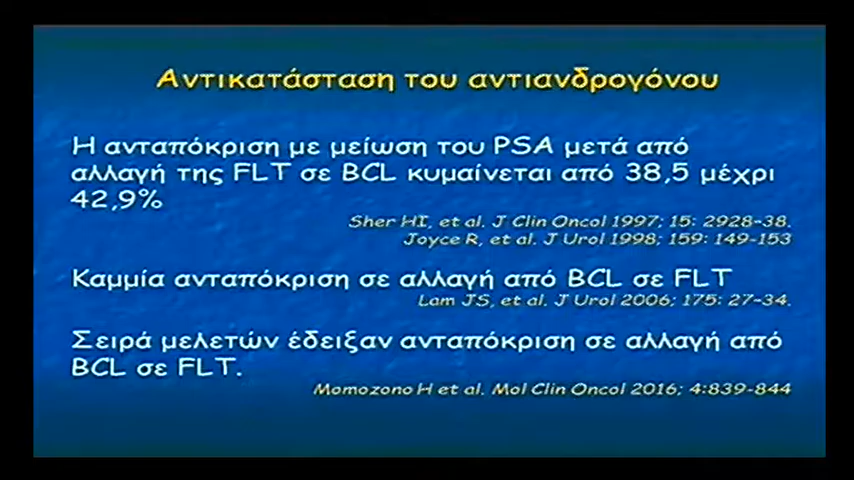 Αντικατάσταση του αντιανδρογόνου
Η ανταπόκριση με μείωση του PSA μετά από
αλλαγή της FLT σε BCL κυμαίνεται από 38,5 μέχρι
42,9%
Sher HI, et al. J Clin Oncol 1997; 15: 2928-38.
Joyce R, et al. J Urol 1998; 159: 149-153
Καμμία ανταπόκριση σε αλλαγή από BCL σε FLT
Lam JS, et al. J Urol 2006; 175: 27-34.
Σειρά μελετών έδειξαν ανταπόκριση σε αλλαγή από
BCL σε FLT.
Momozono H et al. Mol Clin Oncol 2016; 4:839-844